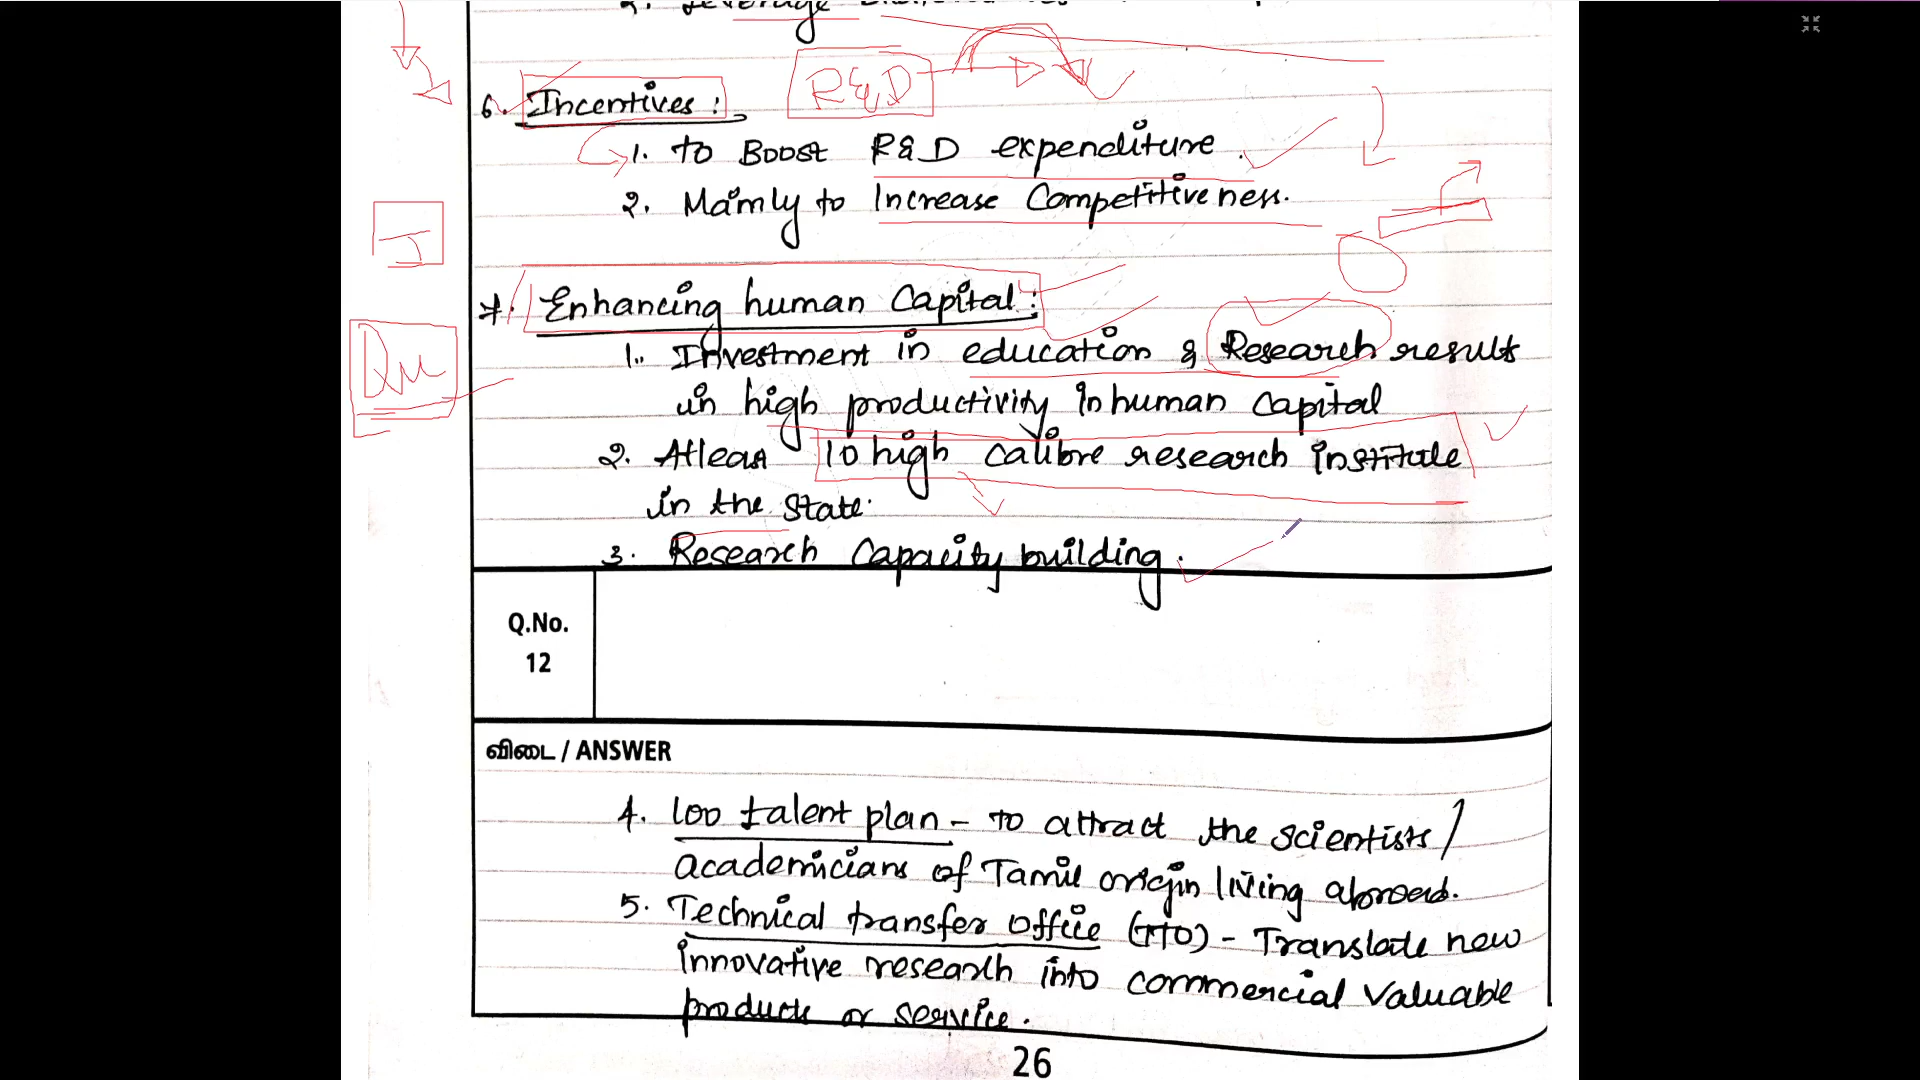 2. Leverage
6. Incentives :
R&D
1. to Boost R&D expenditure.
2. Mainly to Increase Competitiveness.
7. Enhancing human Capital :
1. Investment in education & Research results
in high productivity in human capital
2. Atleast 10 high calibre research institute
in the state.
3. Research capacity building.
Q.No.
12
விடை / ANSWER
4. 100 talent plan - to attract the scientists /
academicians of Tamil origin living abroad.
5. Technical transfer office (TTO) - Translate new
innovative research into commercial valuable
products or service.
26